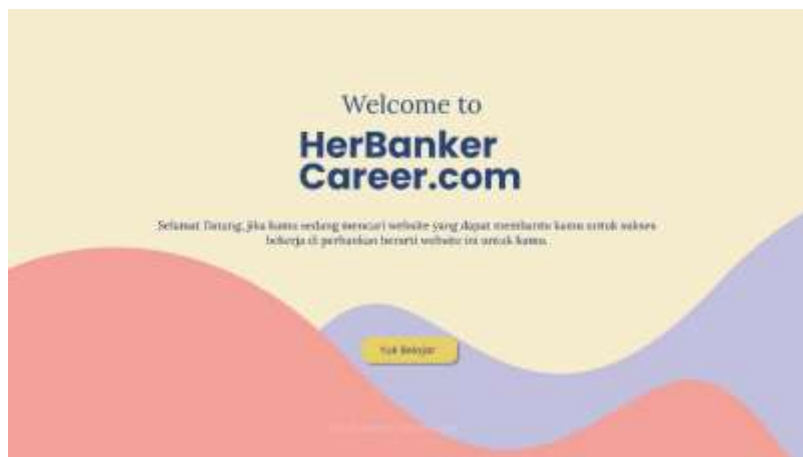 Welcome to
HerBanker
Career.com
Selamat Datang, jika kamu sedang mencari website yang dapat membantu kamu untuk sukses
bekerja di perbankan berarti website ini untuk kamu.
Yuk Belajar